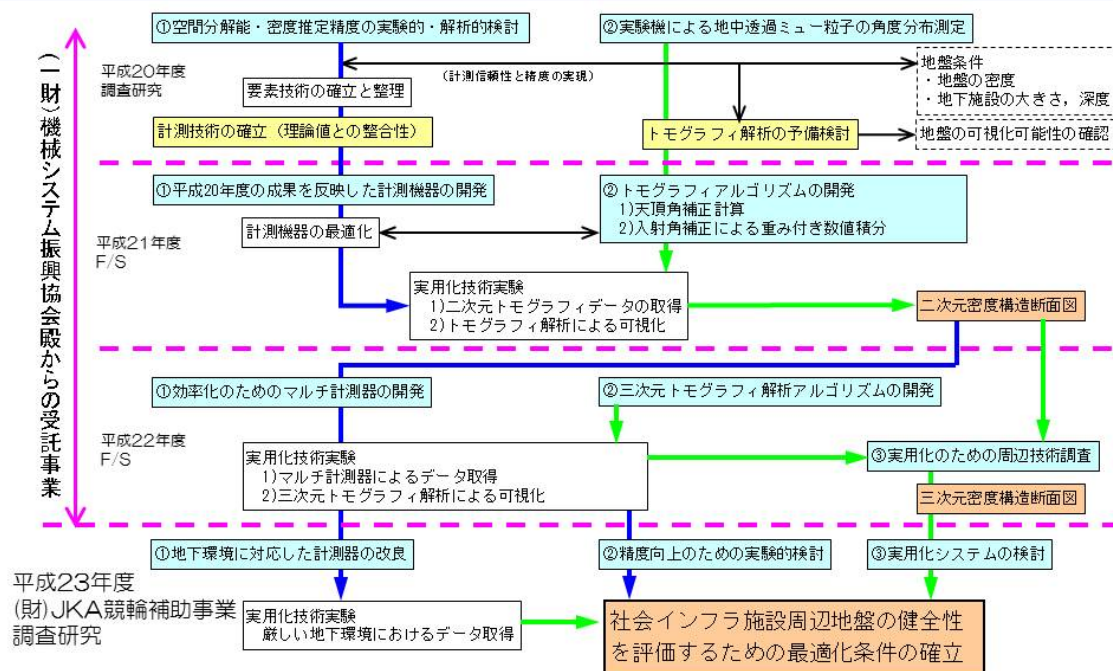 (一財)機械システム振興協会殿からの受託事業
平成20年度
調査研究
①空間分解能・密度推定精度の実験的・解析的検討
②実験機による地中透過ミュー粒子の角度分布測定
(計測信頼性と精度の実現)
地盤条件
・地盤の密度
・地下施設の大きさ，深度
要素技術の確立と整理
計測技術の確立（理論値との整合性）
トモグラフィ解析の予備検討
地盤の可視化可能性の確認
平成21年度
F/S
①平成20年度の成果を反映した計測機器の開発
②トモグラフィアルゴリズムの開発
1)天頂角補正計算
2)入射角補正による重み付き数値積分
計測機器の最適化
実用化技術実験
1)二次元トモグラフィデータの取得
2)トモグラフィ解析による可視化
二次元密度構造断面図
平成22年度
F/S
①効率化のためのマルチ計測器の開発
②三次元トモグラフィ解析アルゴリズムの開発
実用化技術実験
1)マルチ計測器によるデータ取得
2)三次元トモグラフィ解析による可視化
③実用化のための周辺技術調査
三次元密度構造断面図
平成23年度
(財)JKA競輪補助事業
調査研究
①地下環境に対応した計測器の改良
②精度向上のための実験的検討
③実用化システムの検討
実用化技術実験
厳しい地下環境におけるデータ取得
社会インフラ施設周辺地盤の健全性
を評価するための最適化条件の確立